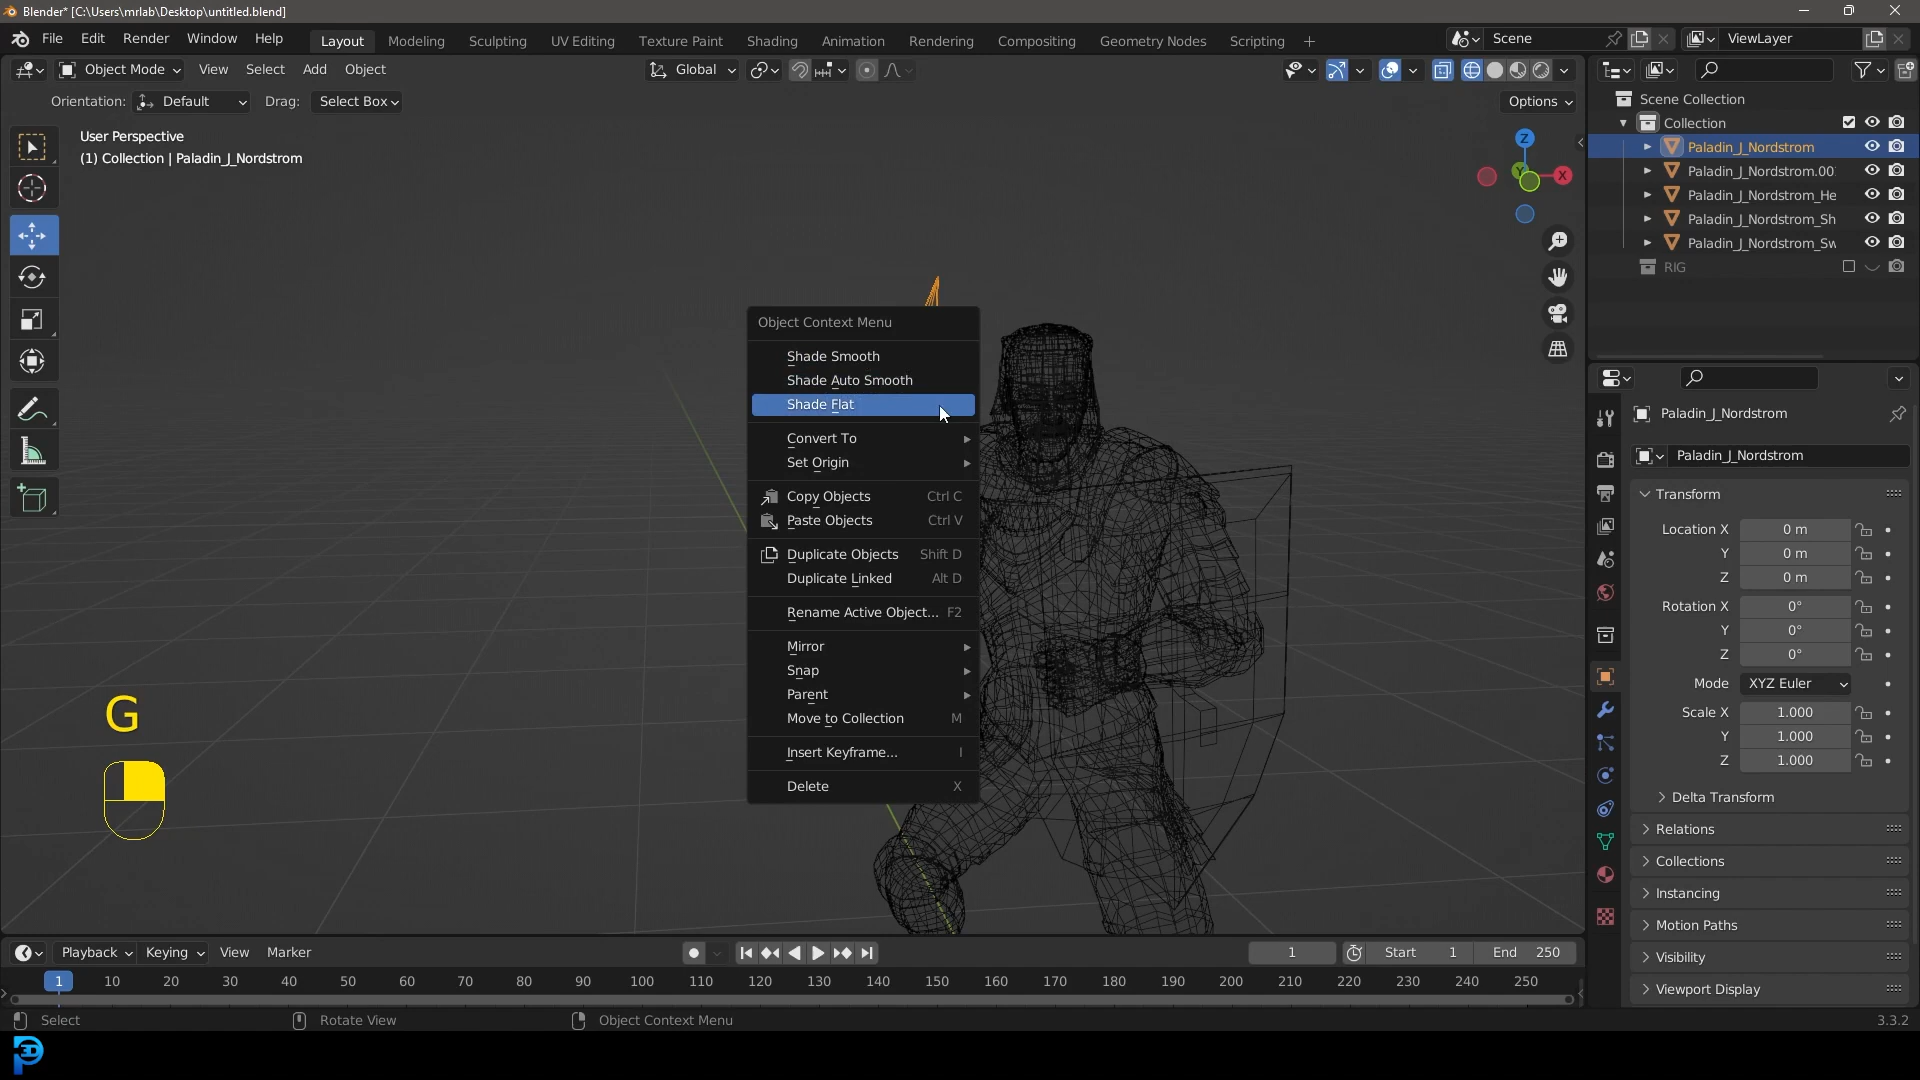 Blender* [C:\Users\mrlab\Desktop\untitled.blend]
File Edit Render Window Help Layout Modeling Sculpting UV Editing Texture Paint Shading Animation Rendering Compositing Geometry Nodes Scripting + Scene ViewLayer
Object Mode View Select Add Object Global
Orientation: Default Drag: Select Box Options
User Perspective
(1) Collection | Paladin_J_Nordstrom
Z
Y
X
Scene Collection
Collection
Paladin_J_Nordstrom
Paladin_J_Nordstrom.00
Paladin_J_Nordstrom_He
Paladin_J_Nordstrom_Sh
Paladin_J_Nordstrom_Sw
RIG
Object Context Menu
Shade Smooth
Shade Auto Smooth
Shade Flat
Convert To
Set Origin
Copy Objects Ctrl C
Paste Objects Ctrl V
Duplicate Objects Shift D
Duplicate Linked Alt D
Rename Active Object... F2
Mirror
Snap
Parent
Move to Collection M
Insert Keyframe... I
Delete X
G
Paladin_J_Nordstrom
Paladin_J_Nordstrom
Transform
Location X 0 m
Y 0 m
Z 0 m
Rotation X 0°
Y 0°
Z 0°
Mode XYZ Euler
Scale X 1.000
Y 1.000
Z 1.000
Delta Transform
Relations
Collections
Instancing
Motion Paths
Visibility
Viewport Display
Playback Keying View Marker 1 Start 1 End 250
1 10 20 30 40 50 60 70 80 90 100 110 120 130 140 150 160 170 180 190 200 210 220 230 240 250
Select Rotate View Object Context Menu 3.3.2
3D